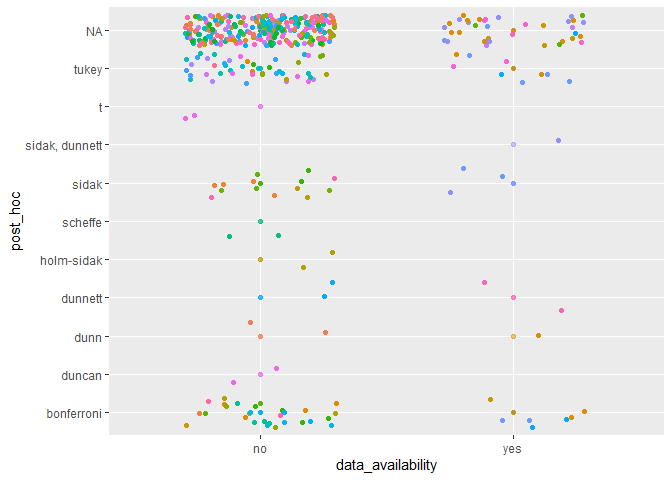 NA
tukey
t
sidak, dunnett
sidak
scheffe
holm-sidak
dunnett
dunn
duncan
bonferroni
post_hoc
no
yes
data_availability